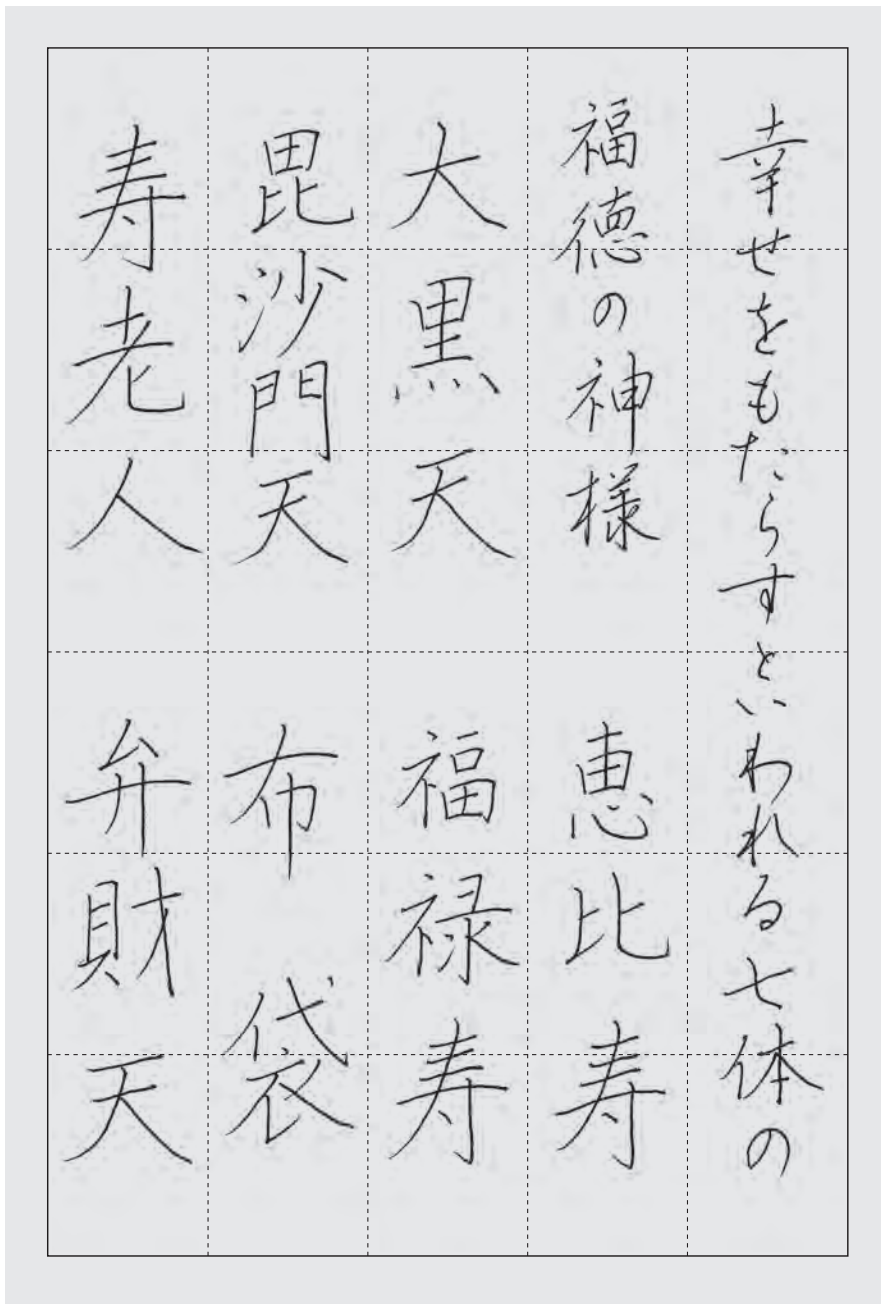 幸せをもたらすといわれる七体の
福徳の神様　恵比寿
大黒天　福禄寿
毘沙門天　布袋
寿老人　弁財天